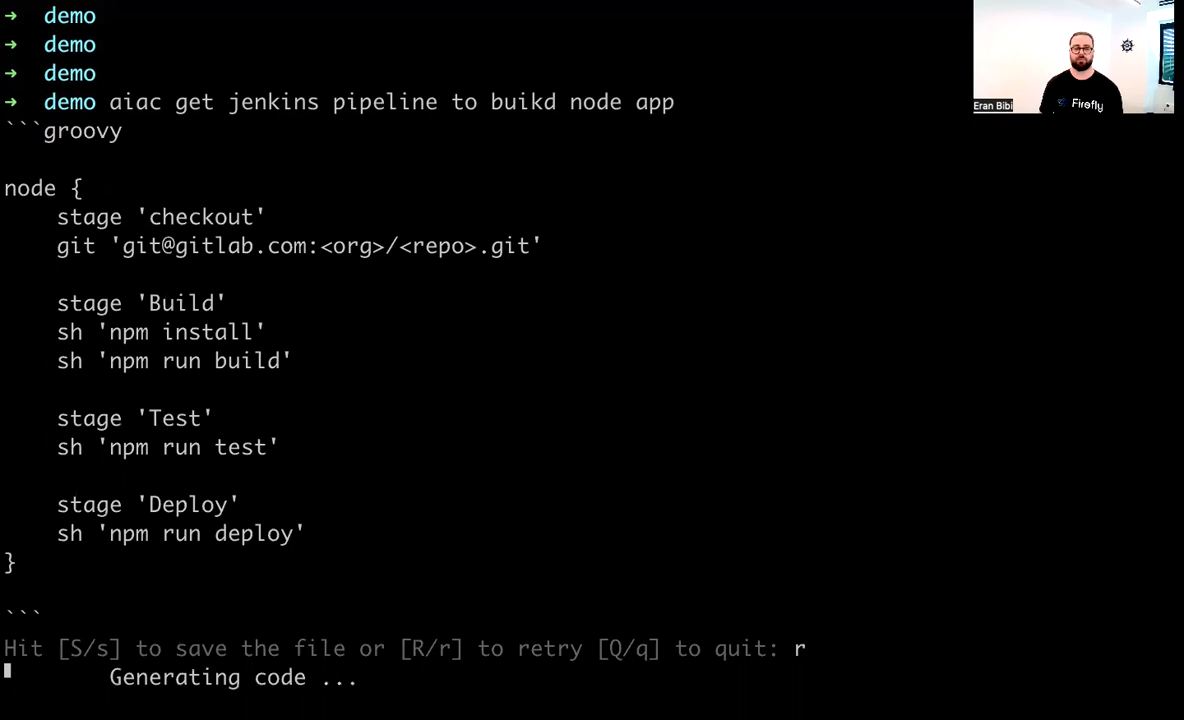 → demo
→ demo
→ demo
→ demo aiac get jenkins pipeline to buikd node app
```groovy
node {
    stage 'checkout'
    git 'git@gitlab.com:<org>/<repo>.git'
    stage 'Build'
    sh 'npm install'
    sh 'npm run build'
    stage 'Test'
    sh 'npm run test'
    stage 'Deploy'
    sh 'npm run deploy'
}
```
Hit [S/s] to save the file or [R/r] to retry [Q/q] to quit: r
        Generating code ...
Firefly
Eran Bibi